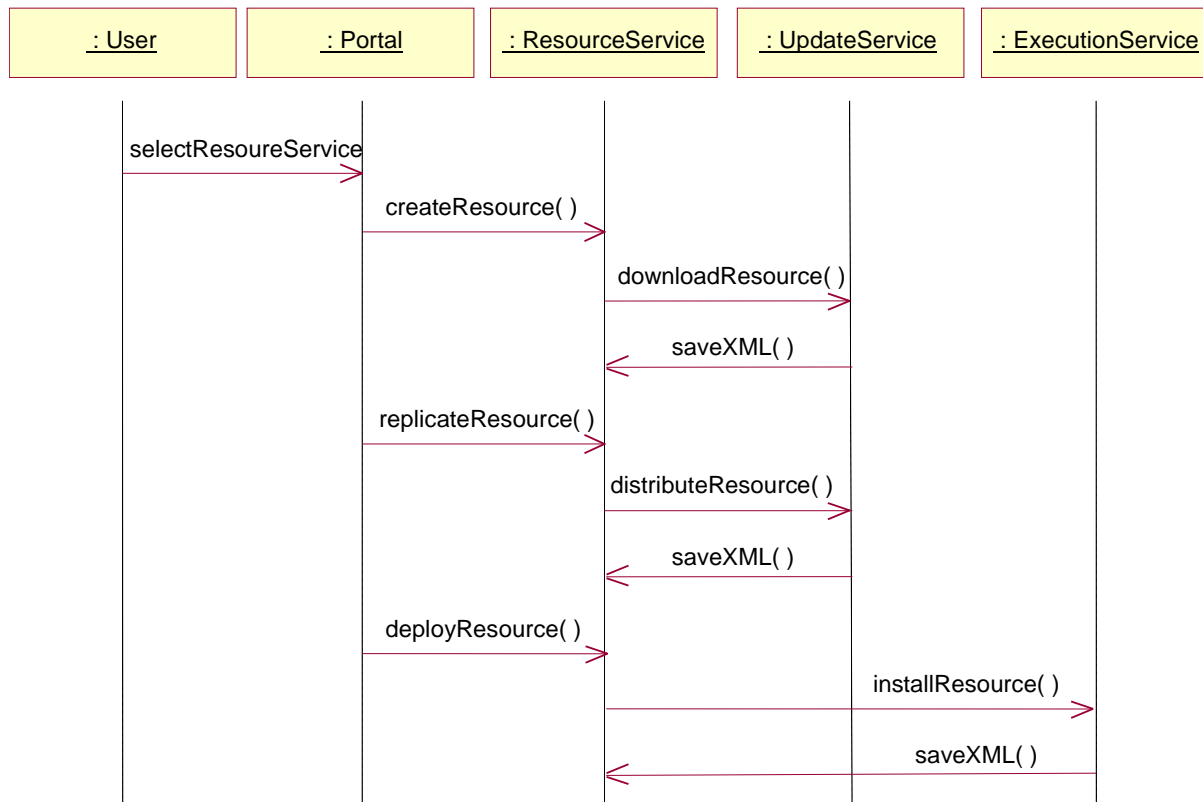 : User
: Portal
: ResourceService
: UpdateService
: ExecutionService
selectResoureService
createResource( )
downloadResource( )
saveXML( )
replicateResource( )
distributeResource( )
saveXML( )
deployResource( )
installResource( )
saveXML( )